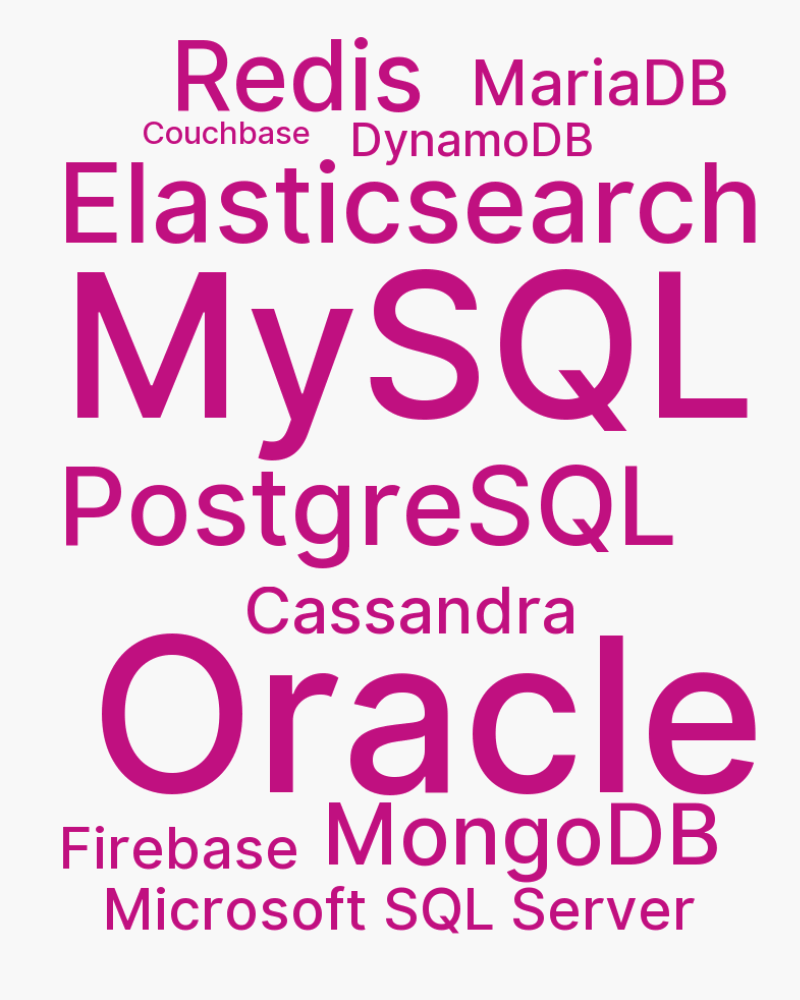 Redis MariaDB
Couchbase DynamoDB
Elasticsearch
MySQL
PostgreSQL
Cassandra
Oracle
Firebase MongoDB
Microsoft SQL Server